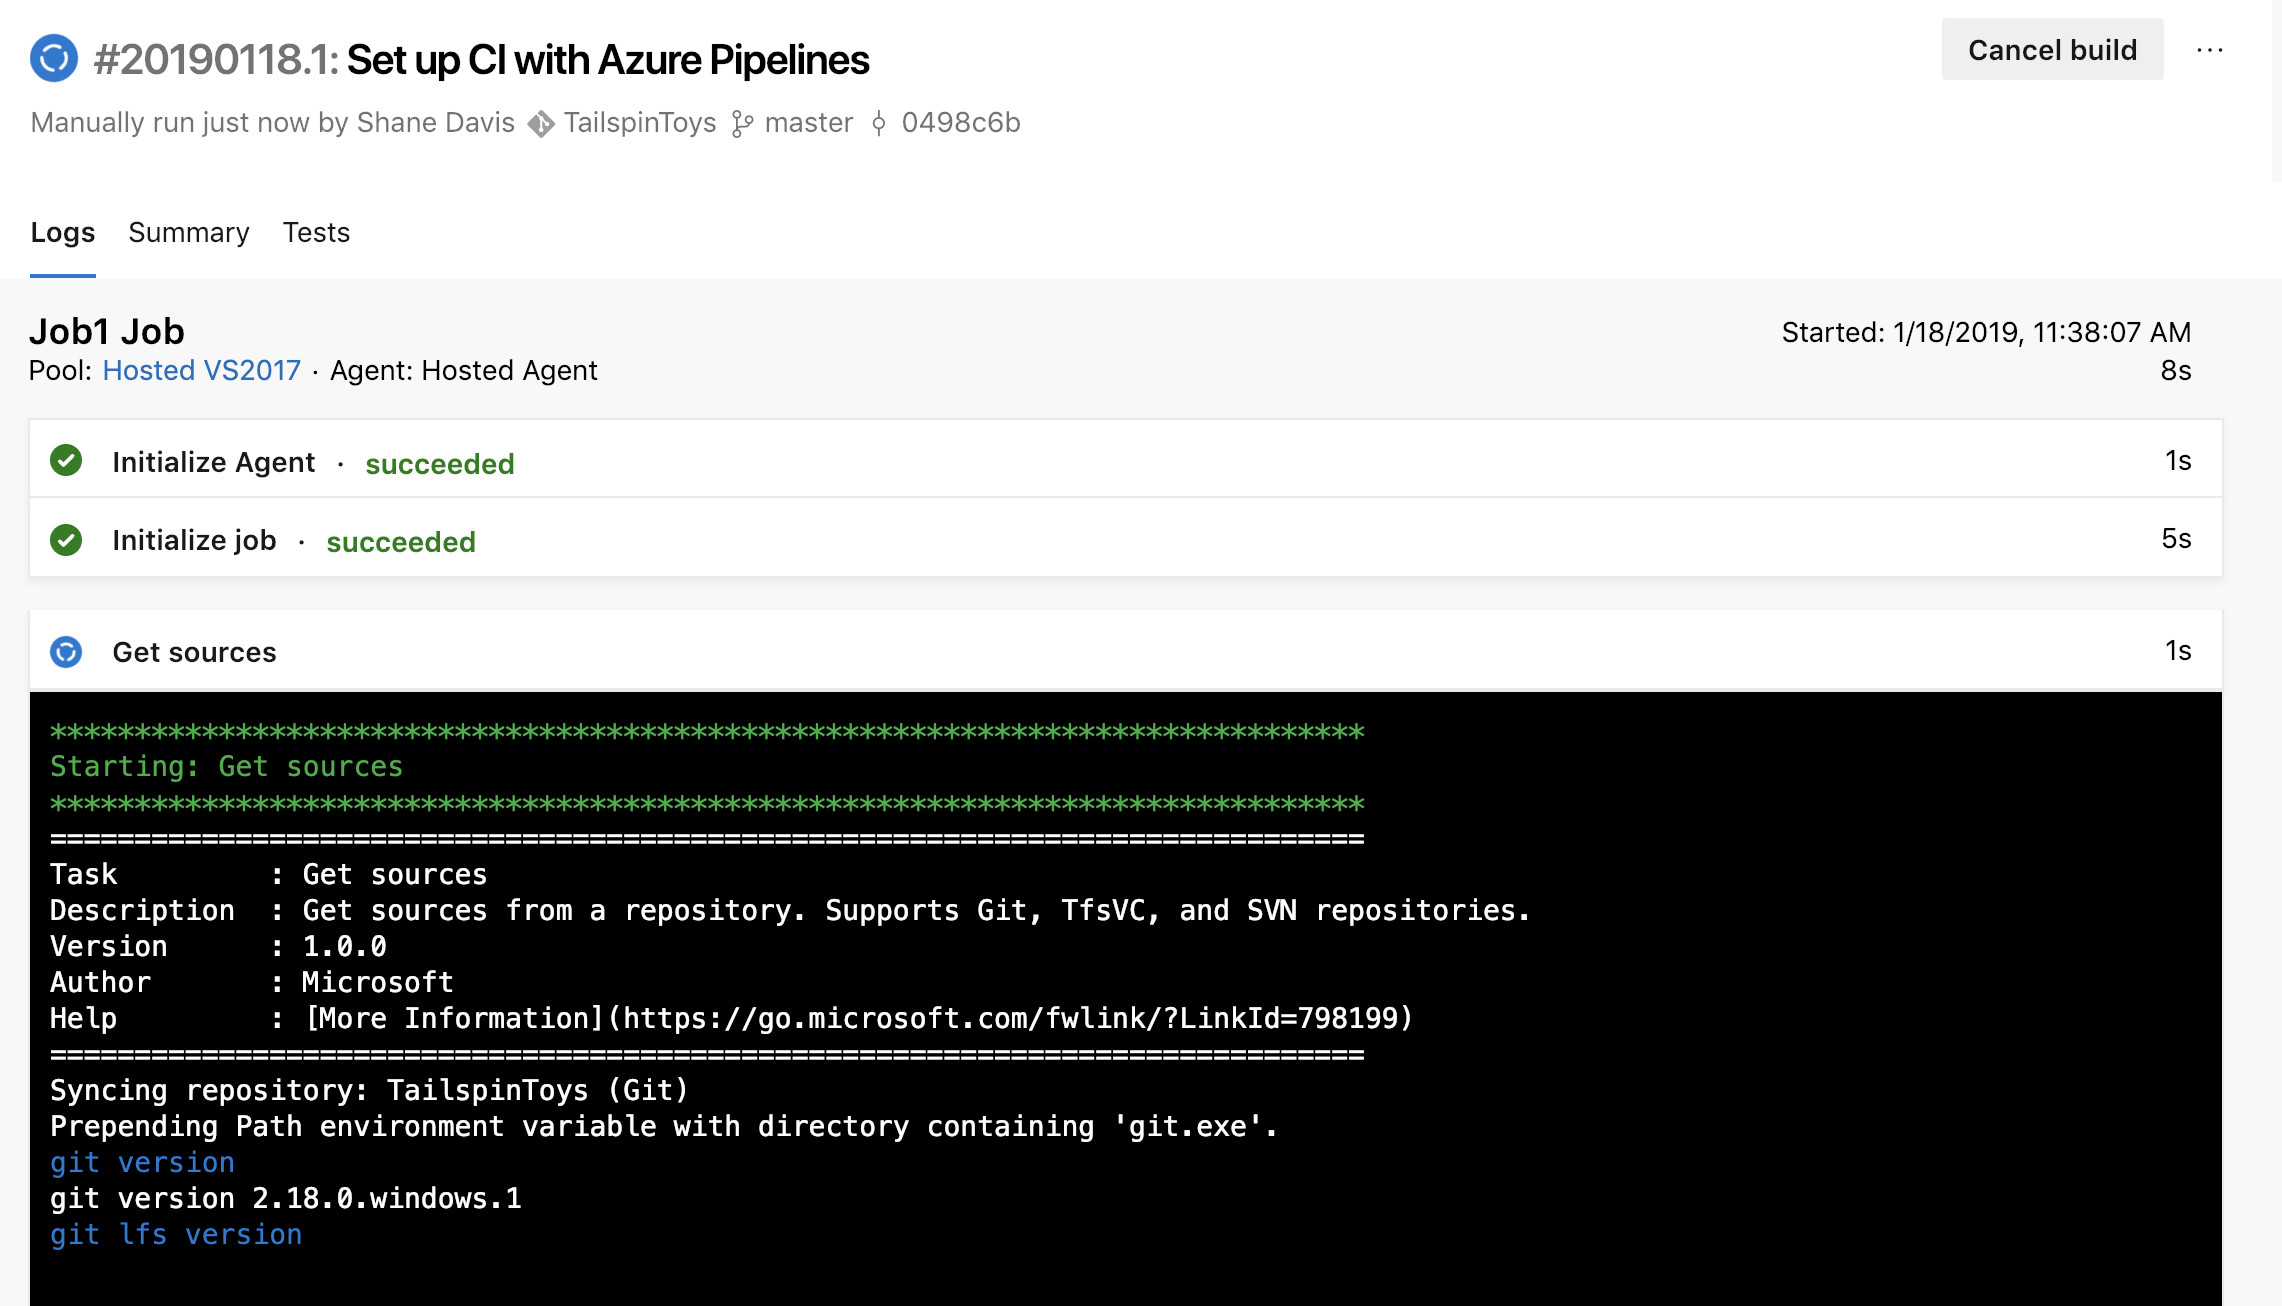 #20190118.1: Set up CI with Azure Pipelines
Cancel build ...
Manually run just now by Shane Davis TailspinToys master 0498c6b
Logs Summary Tests
Job1 Job
Started: 1/18/2019, 11:38:07 AM
Pool: Hosted VS2017 · Agent: Hosted Agent
8s
Initialize Agent · succeeded 1s
Initialize job · succeeded 5s
Get sources 1s
******************************************************************************
Starting: Get sources
******************************************************************************
==============================================================================
Task         : Get sources
Description  : Get sources from a repository. Supports Git, TfsVC, and SVN repositories.
Version      : 1.0.0
Author       : Microsoft
Help         : [More Information](https://go.microsoft.com/fwlink/?LinkId=798199)
==============================================================================
Syncing repository: TailspinToys (Git)
Prepending Path environment variable with directory containing 'git.exe'.
git version
git version 2.18.0.windows.1
git lfs version